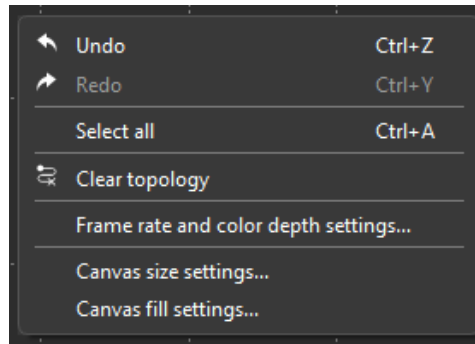 Undo Ctrl+Z
Redo Ctrl+Y
Select all Ctrl+A
Clear topology
Frame rate and color depth settings...
Canvas size settings...
Canvas fill settings...